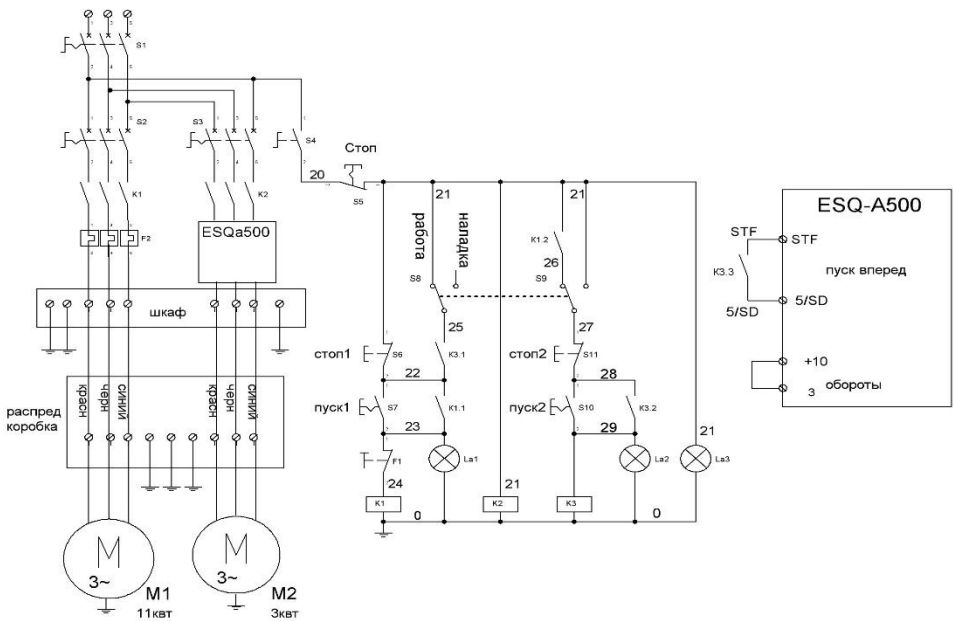 S1
S2
S3
S4
Стоп
20
S5
K1
K2
F2
ESQa500
шкаф
красн
черн
синий
красн
черн
синий
распред
коробка
M
3~
M1
11квт
M
3~
M2
3квт
21
работа
наладка
S8
25
стоп1
S6
K3.1
22
пуск1
S7
K1.1
23
F1
La1
24
K1
0
21
K2
21
K1.2
26
S9
27
стоп2
S11
28
пуск2
S10
K3.2
29
La2
K3
0
21
La3
ESQ-A500
STF
STF
K3.3
пуск вперед
5/SD
5/SD
+10
обороты
3